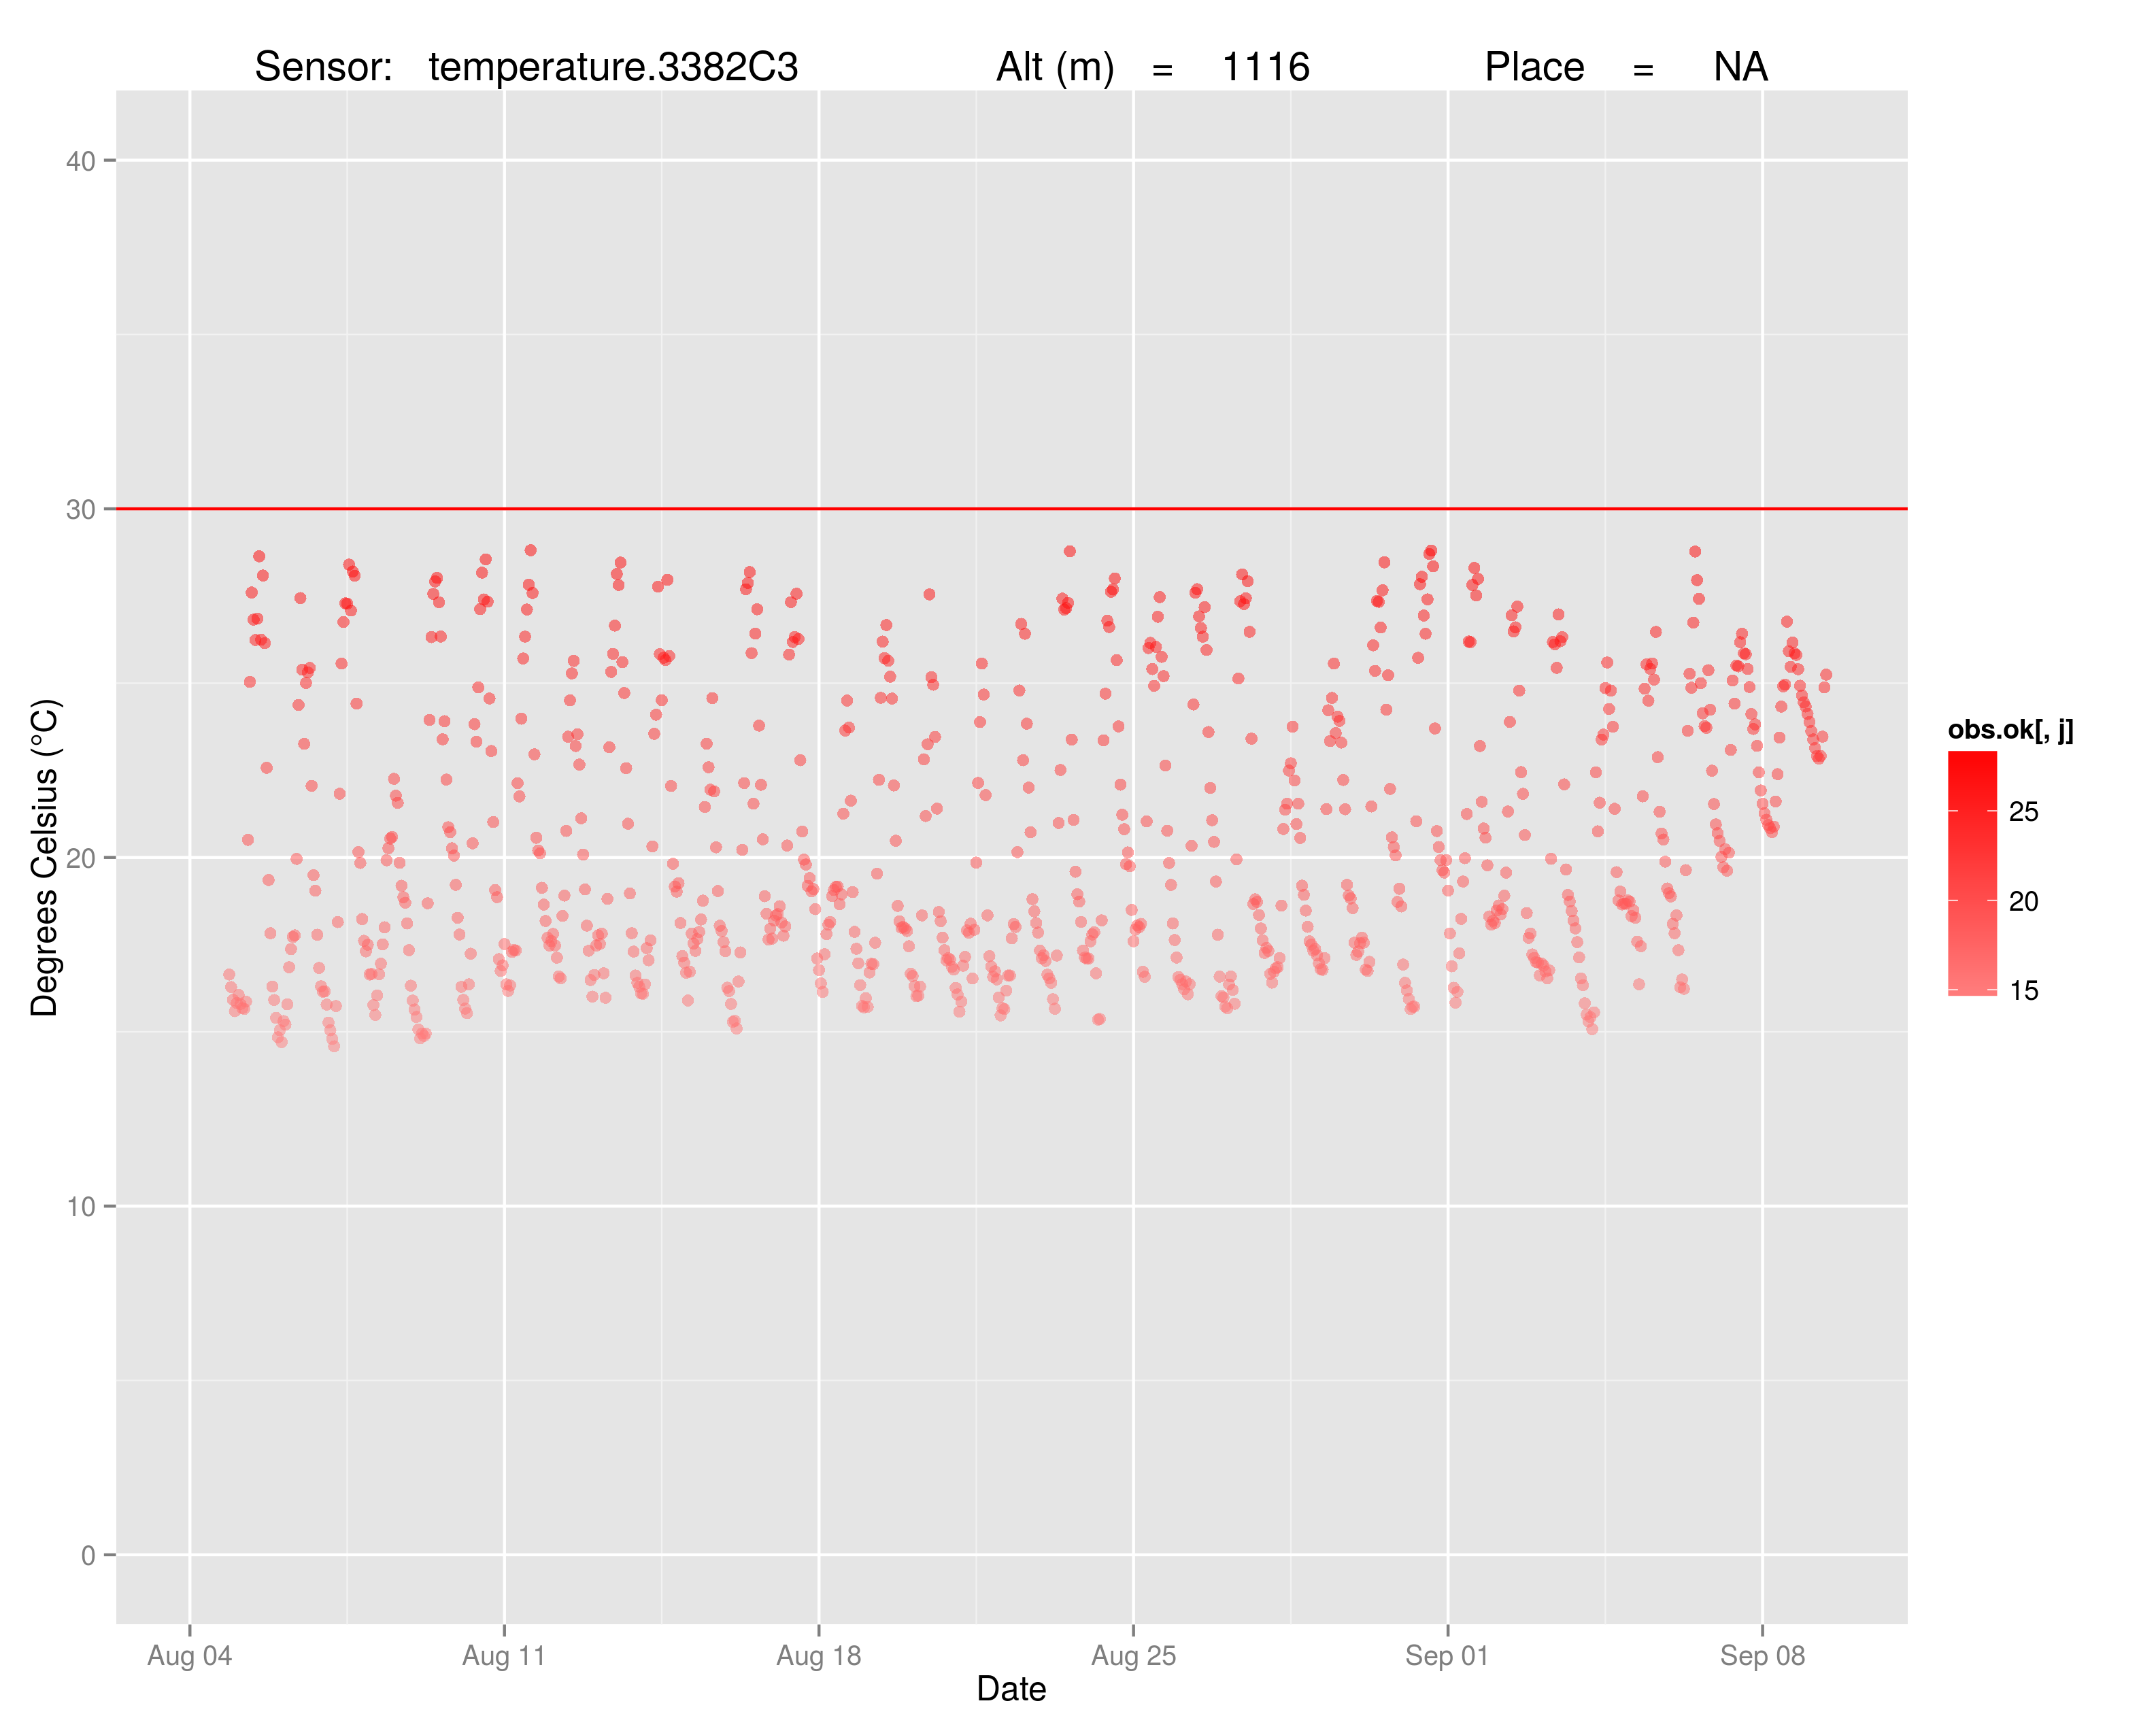 Sensor: temperature.3382C3 Alt (m) = 1116 Place = NA
40
30
20
10
0
Degrees Celsius (°C)
Aug 04 Aug 11 Aug 18 Aug 25 Sep 01 Sep 08
Date
obs.ok[, j]
25
20
15